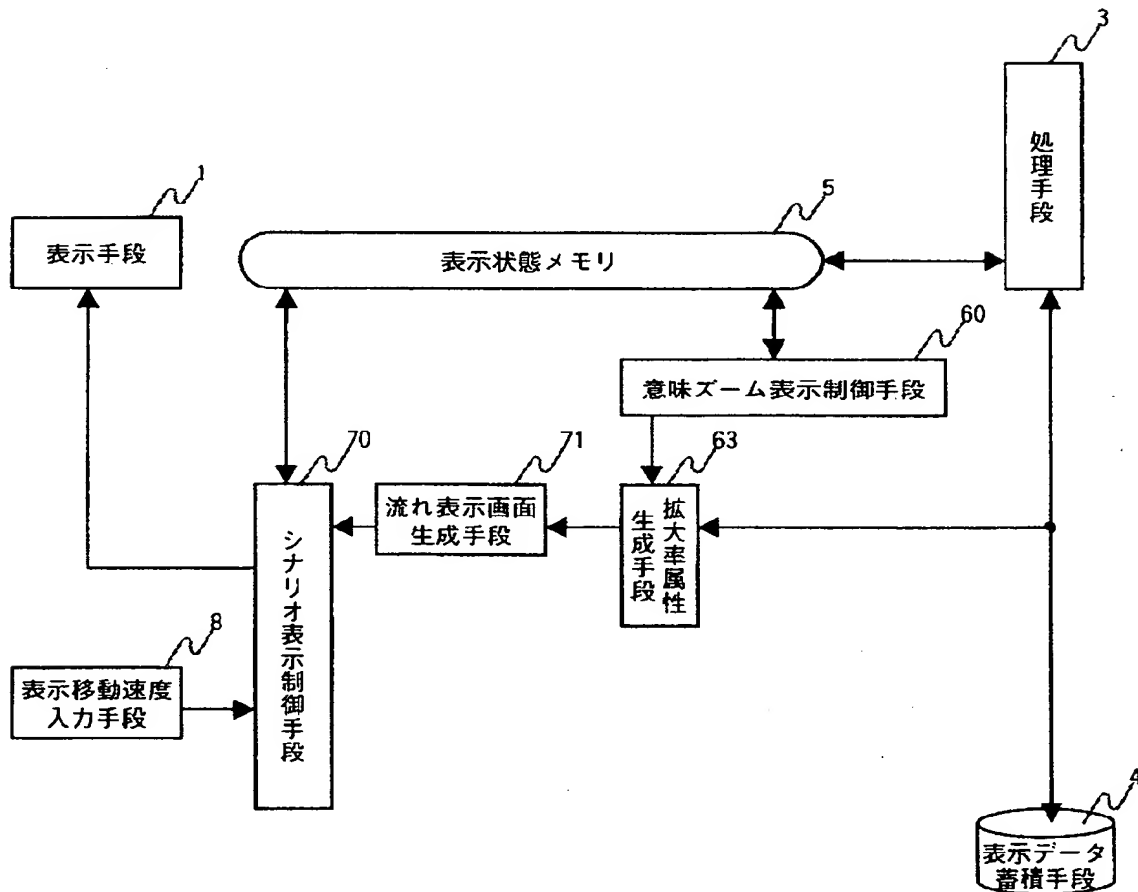 3
処理手段
1
表示手段
5
表示状態メモリ
60
意味ズーム表示制御手段
70
シナリオ表示制御手段
71
流れ表示画面
生成手段
63
拡大率属性
生成手段
8
表示移動速度
入力手段
4
表示データ
蓄積手段